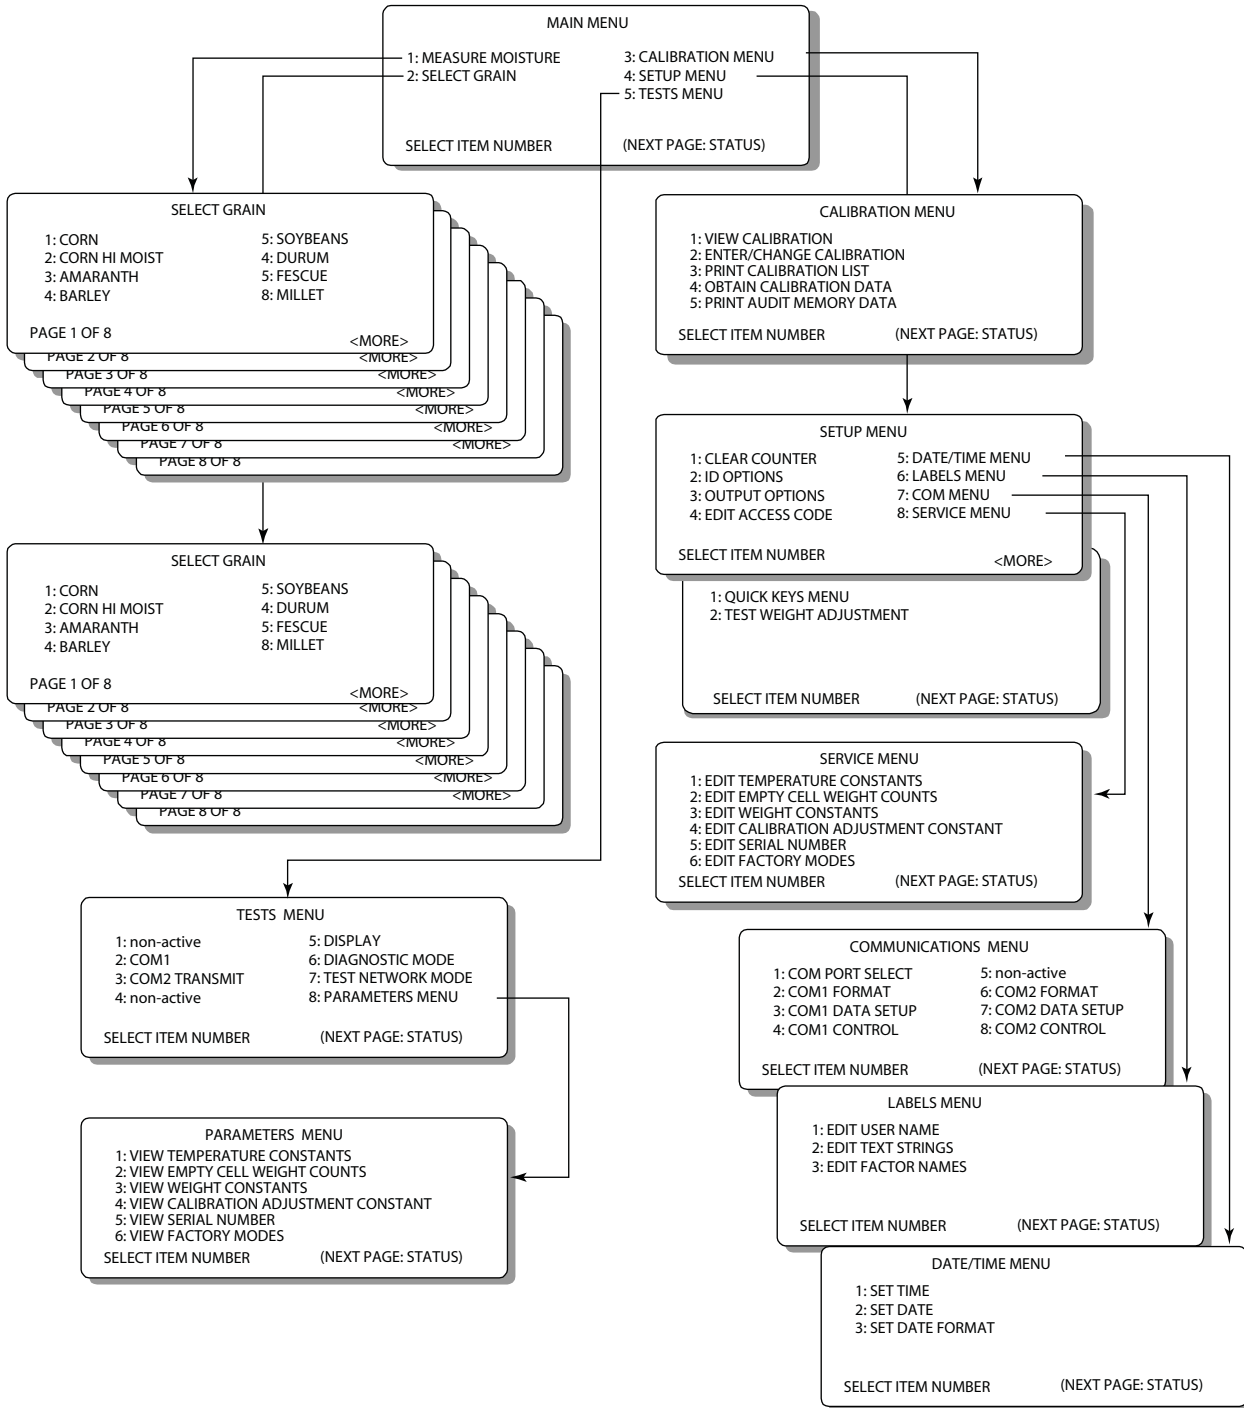 MAIN MENU
1: MEASURE MOISTURE
2: SELECT GRAIN
3: CALIBRATION MENU
4: SETUP MENU
5: TESTS MENU
SELECT ITEM NUMBER (NEXT PAGE: STATUS)
SELECT GRAIN
1: CORN
2: CORN HI MOIST
3: AMARANTH
4: BARLEY
5: SOYBEANS
4: DURUM
5: FESCUE
8: MILLET
PAGE 1 OF 8 <MORE>
PAGE 2 OF 8 <MORE>
PAGE 3 OF 8 <MORE>
PAGE 4 OF 8 <MORE>
PAGE 5 OF 8 <MORE>
PAGE 6 OF 8 <MORE>
PAGE 7 OF 8 <MORE>
PAGE 8 OF 8
SELECT GRAIN
1: CORN
2: CORN HI MOIST
3: AMARANTH
4: BARLEY
5: SOYBEANS
4: DURUM
5: FESCUE
8: MILLET
PAGE 1 OF 8 <MORE>
PAGE 2 OF 8 <MORE>
PAGE 3 OF 8 <MORE>
PAGE 4 OF 8 <MORE>
PAGE 5 OF 8 <MORE>
PAGE 6 OF 8 <MORE>
PAGE 7 OF 8 <MORE>
PAGE 8 OF 8
TESTS MENU
1: non-active
2: COM1
3: COM2 TRANSMIT
4: non-active
5: DISPLAY
6: DIAGNOSTIC MODE
7: TEST NETWORK MODE
8: PARAMETERS MENU
SELECT ITEM NUMBER (NEXT PAGE: STATUS)
PARAMETERS MENU
1: VIEW TEMPERATURE CONSTANTS
2: VIEW EMPTY CELL WEIGHT COUNTS
3: VIEW WEIGHT CONSTANTS
4: VIEW CALIBRATION ADJUSTMENT CONSTANT
5: VIEW SERIAL NUMBER
6: VIEW FACTORY MODES
SELECT ITEM NUMBER (NEXT PAGE: STATUS)
CALIBRATION MENU
1: VIEW CALIBRATION
2: ENTER/CHANGE CALIBRATION
3: PRINT CALIBRATION LIST
4: OBTAIN CALIBRATION DATA
5: PRINT AUDIT MEMORY DATA
SELECT ITEM NUMBER (NEXT PAGE: STATUS)
SETUP MENU
1: CLEAR COUNTER
2: ID OPTIONS
3: OUTPUT OPTIONS
4: EDIT ACCESS CODE
5: DATE/TIME MENU
6: LABELS MENU
7: COM MENU
8: SERVICE MENU
SELECT ITEM NUMBER <MORE>
1: QUICK KEYS MENU
2: TEST WEIGHT ADJUSTMENT
SELECT ITEM NUMBER (NEXT PAGE: STATUS)
SERVICE MENU
1: EDIT TEMPERATURE CONSTANTS
2: EDIT EMPTY CELL WEIGHT COUNTS
3: EDIT WEIGHT CONSTANTS
4: EDIT CALIBRATION ADJUSTMENT CONSTANT
5: EDIT SERIAL NUMBER
6: EDIT FACTORY MODES
SELECT ITEM NUMBER (NEXT PAGE: STATUS)
COMMUNICATIONS MENU
1: COM PORT SELECT
2: COM1 FORMAT
3: COM1 DATA SETUP
4: COM1 CONTROL
5: non-active
6: COM2 FORMAT
7: COM2 DATA SETUP
8: COM2 CONTROL
SELECT ITEM NUMBER (NEXT PAGE: STATUS)
LABELS MENU
1: EDIT USER NAME
2: EDIT TEXT STRINGS
3: EDIT FACTOR NAMES
SELECT ITEM NUMBER (NEXT PAGE: STATUS)
DATE/TIME MENU
1: SET TIME
2: SET DATE
3: SET DATE FORMAT
SELECT ITEM NUMBER (NEXT PAGE: STATUS)